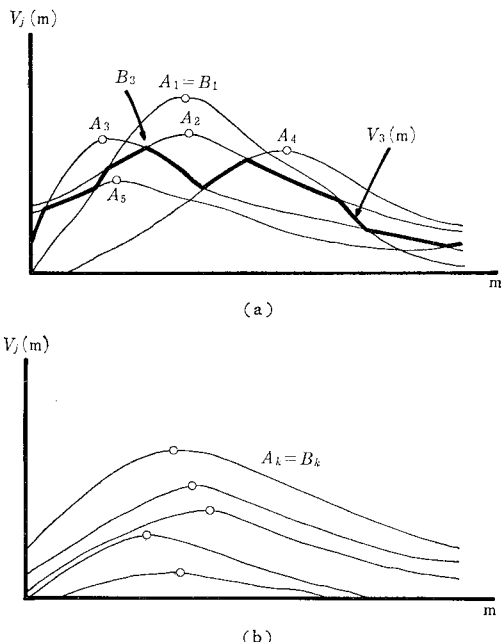 V_j(m)
B_3
A_1=B_1
A_3
A_2
A_4
V_3(m)
A_5
m
(a)
V_j(m)
A_k=B_k
m
(b)